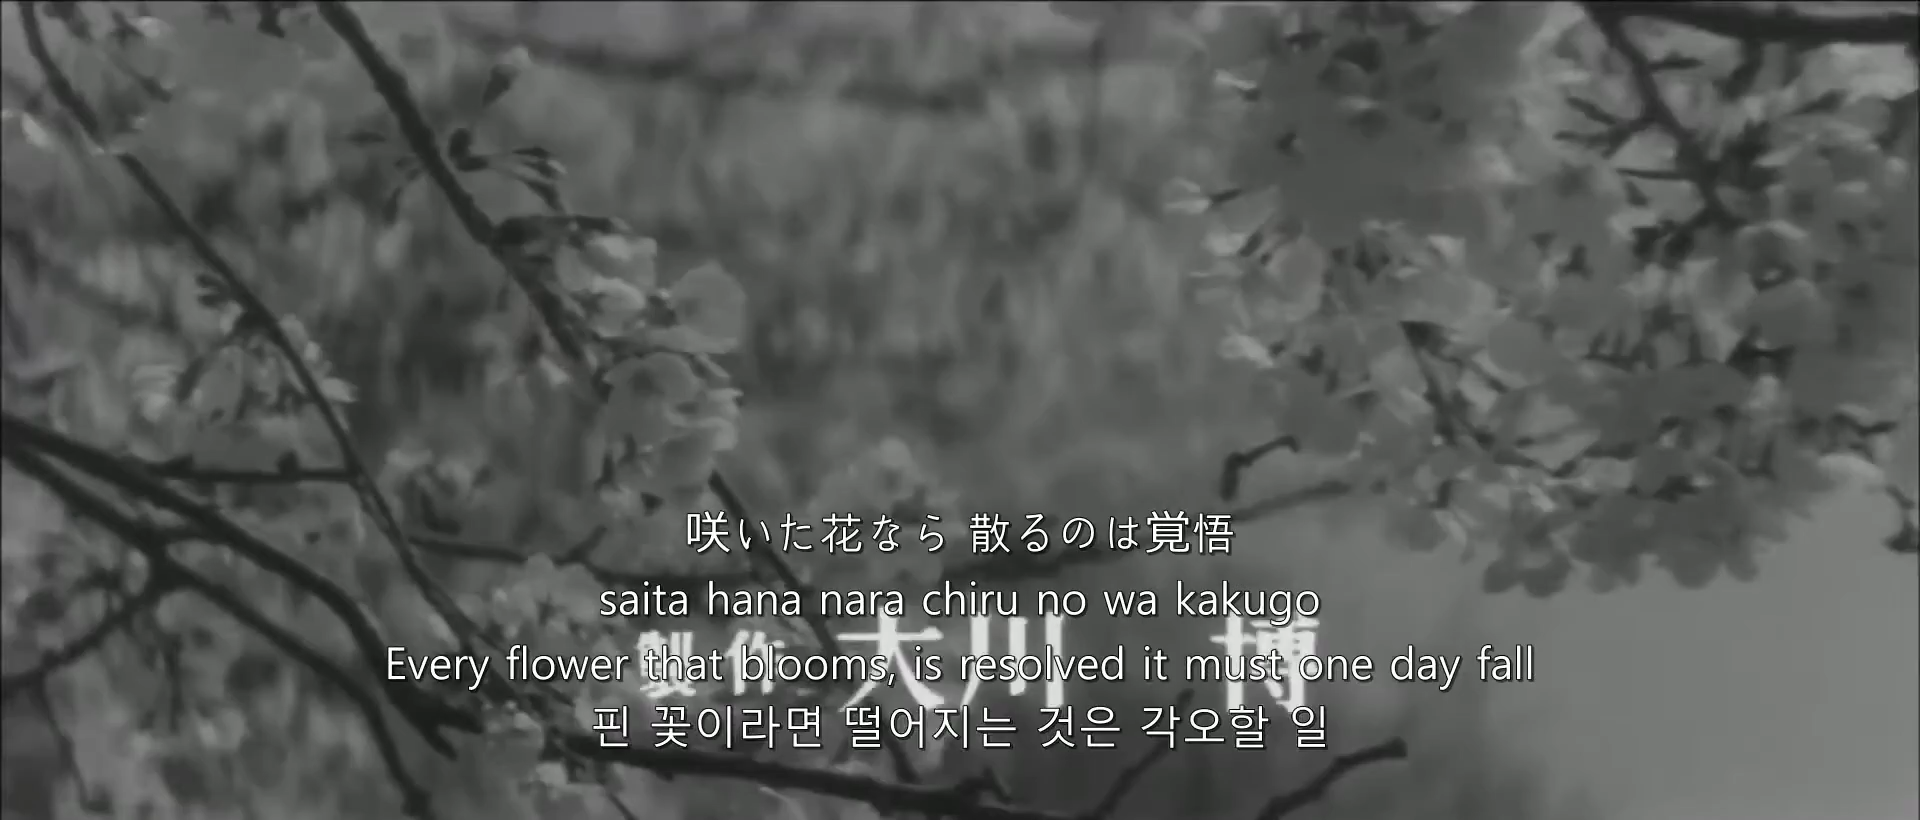 咲いた花なら 散るのは覚悟
saita hana nara chiru no wa kakugo
製作 大川 博
Every flower that blooms, is resolved it must one day fall
핀 꽃이라면 떨어지는 것은 각오할 일